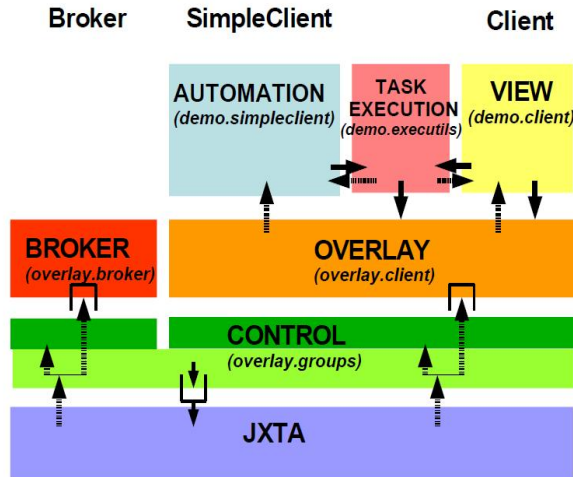 Broker
SimpleClient
Client
AUTOMATION
(demo.simpleclient)
TASK
EXECUTION
(demo.executils)
VIEW
(demo.client)
BROKER
(overlay.broker)
OVERLAY
(overlay.client)
CONTROL
(overlay.groups)
JXTA